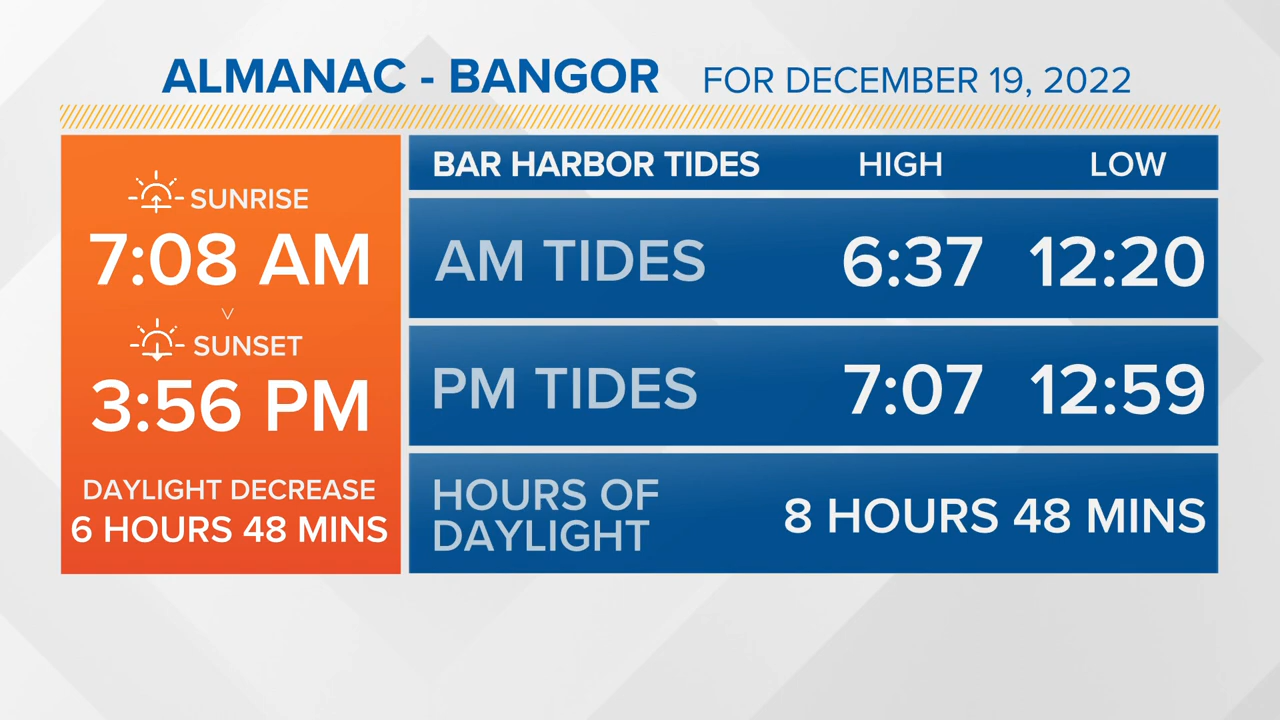 ALMANAC - BANGOR FOR DECEMBER 19, 2022
SUNRISE
7:08 AM
SUNSET
3:56 PM
DAYLIGHT DECREASE
6 HOURS 48 MINS
BAR HARBOR TIDES HIGH LOW
AM TIDES 6:37 12:20
PM TIDES 7:07 12:59
HOURS OF
DAYLIGHT
8 HOURS 48 MINS